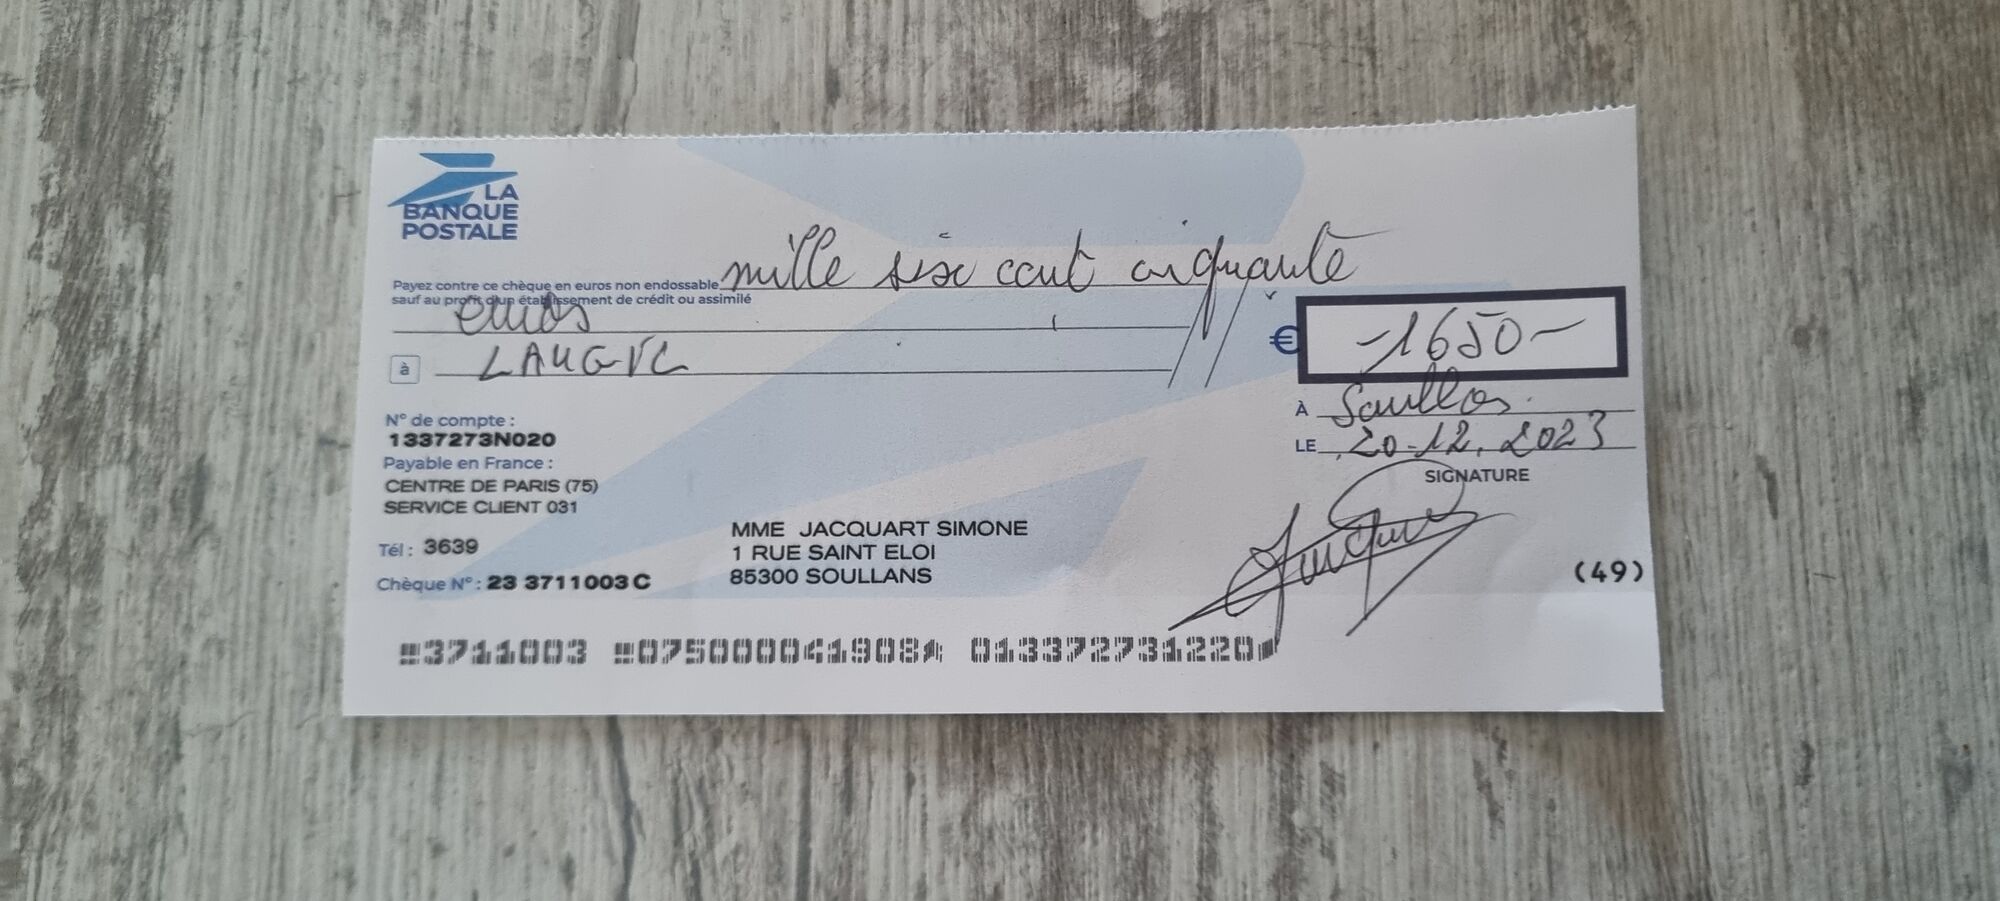 LA
BANQUE
POSTALE
Payez contre ce chèque en euros non endossable mille six cent cinquante
sauf au profit d'un établissement de crédit ou assimilé
euros
€ -1650-
à
À Soullans
LE 20-12.2023
SIGNATURE
N° de compte :
1337273N020
Payable en France :
CENTRE DE PARIS (75)
SERVICE CLIENT 031
Tél : 3639
Chèque N° : 23 3711003 C
MME JACQUART SIMONE
1 RUE SAINT ELOI
85300 SOULLANS
(49)
3711003 075000041908 013372731220